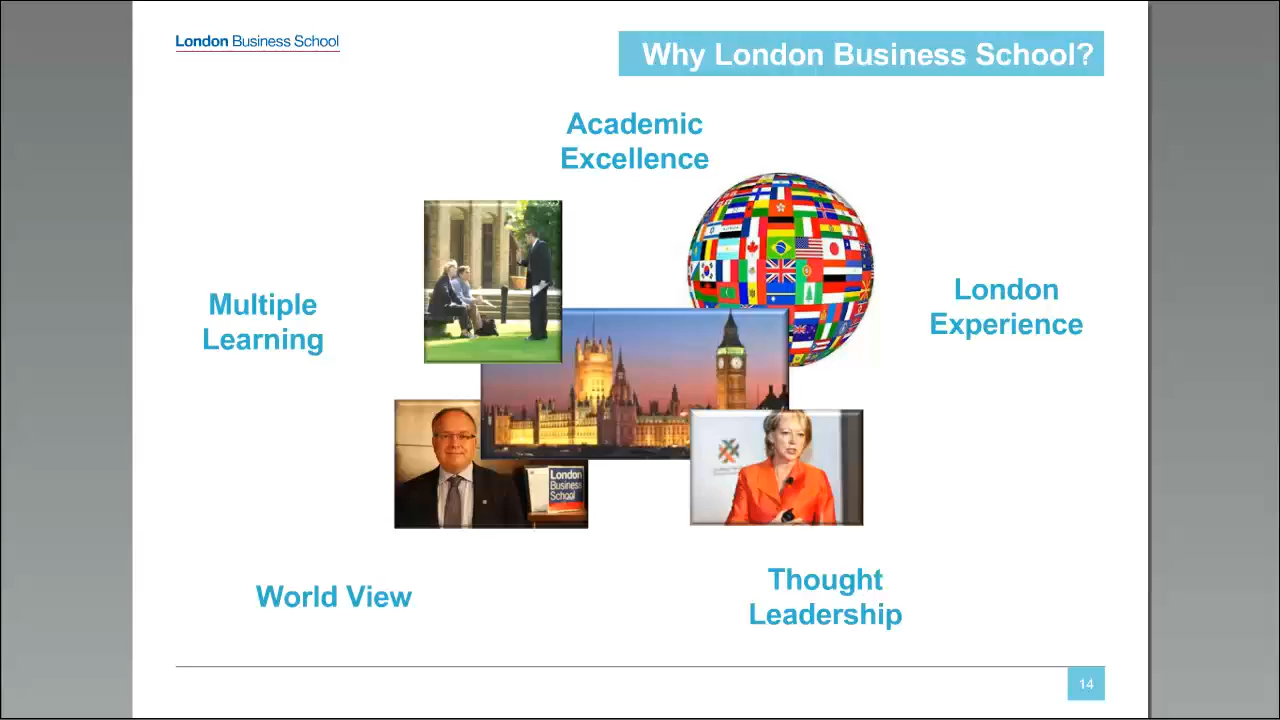 London Business School
Why London Business School?
Academic
Excellence
Multiple
Learning
London
Experience
London
Business
School
World View
Thought
Leadership
14